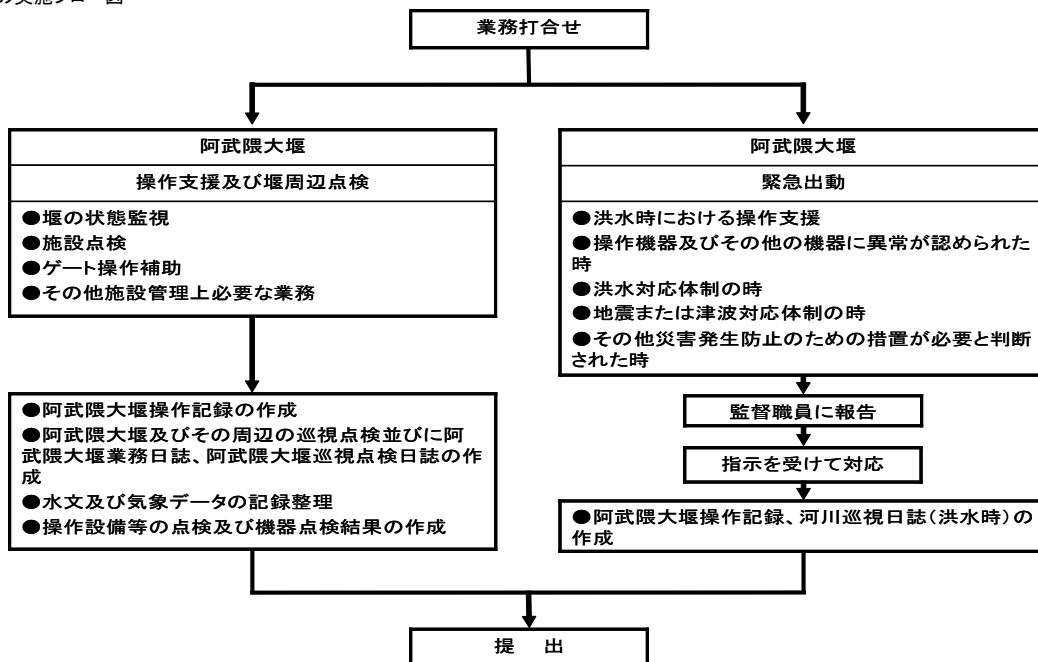 の実施フロー図
業務打合せ
阿武隈大堰
操作支援及び堰周辺点検
●堰の状態監視
●施設点検
●ゲート操作補助
●その他施設管理上必要な業務
●阿武隈大堰操作記録の作成
●阿武隈大堰及びその周辺の巡視点検並びに阿
武隈大堰業務日誌、阿武隈大堰巡視点検日誌の作
成
●水文及び気象データの記録整理
●操作設備等の点検及び機器点検結果の作成
阿武隈大堰
緊急出動
●洪水時における操作支援
●操作機器及びその他の機器に異常が認められた
時
●洪水対応体制の時
●地震または津波対応体制の時
●その他災害発生防止のための措置が必要と判断
された時
監督職員に報告
指示を受けて対応
●阿武隈大堰操作記録、河川巡視日誌(洪水時)の
作成
提 出